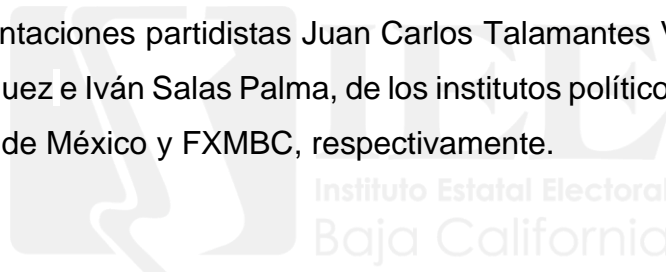 ntaciones partidistas Juan Carlos Talamantes V
uez e Iván Salas Palma, de los institutos político
de México y FXMBC, respectivamente.
IEE
Instituto Estatal Electoral
Baja California